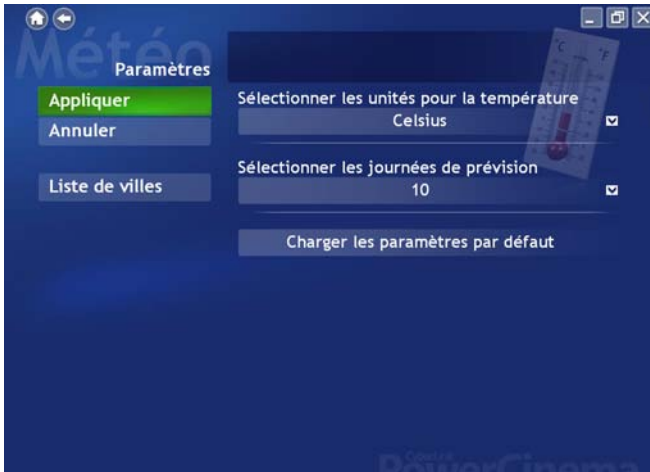 Météo
°C °F
Paramètres
Appliquer
Annuler
Liste de villes
Sélectionner les unités pour la température
Celsius
Sélectionner les journées de prévision
10
Charger les paramètres par défaut
CyberLink
PowerCinema